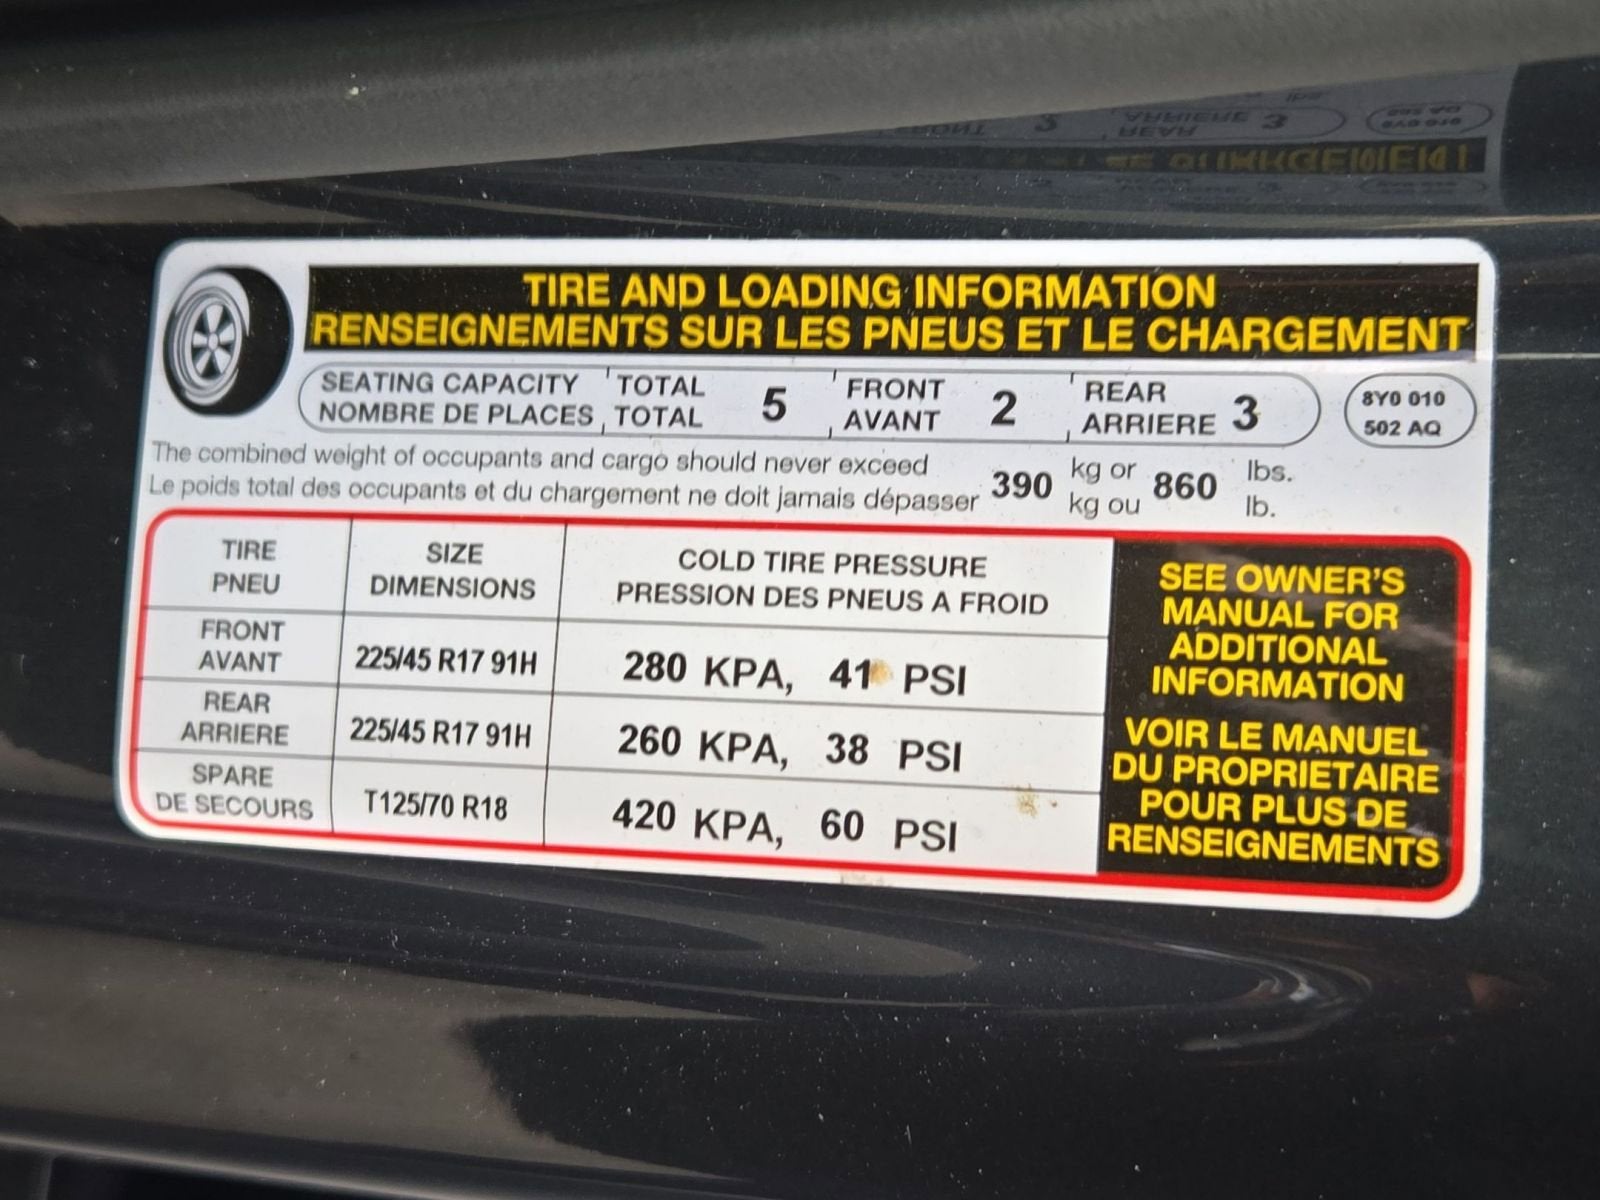 TIRE AND LOADING INFORMATION
RENSEIGNEMENTS SUR LES PNEUS ET LE CHARGEMENT
SEATING CAPACITY TOTAL 5 FRONT 2 REAR 3
NOMBRE DE PLACES TOTAL AVANT ARRIERE
8Y0 010
502 AQ
The combined weight of occupants and cargo should never exceed 390 kg or 860 lbs.
Le poids total des occupants et du chargement ne doit jamais dépasser kg ou lb.
TIRE SIZE COLD TIRE PRESSURE
PNEU DIMENSIONS PRESSION DES PNEUS A FROID
FRONT
AVANT 225/45 R17 91H 280 KPA, 41 PSI
REAR
ARRIERE 225/45 R17 91H 260 KPA, 38 PSI
SPARE
DE SECOURS T125/70 R18 420 KPA, 60 PSI
SEE OWNER'S
MANUAL FOR
ADDITIONAL
INFORMATION
VOIR LE MANUEL
DU PROPRIETAIRE
POUR PLUS DE
RENSEIGNEMENTS